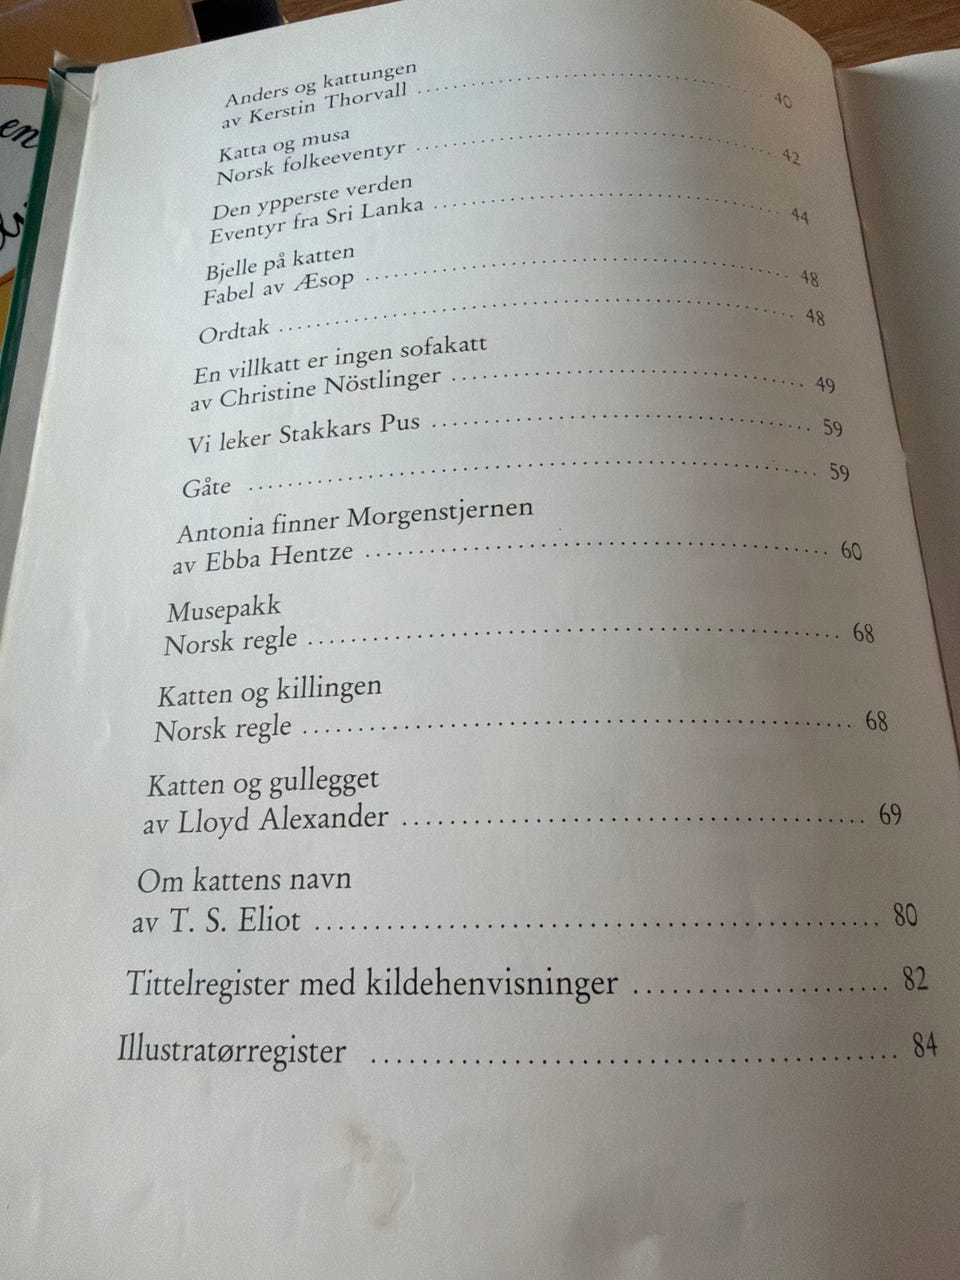 en
Anders og kattungen
av Kerstin Thorvall .......................... 40
Katta og musa
Norsk folkeeventyr .......................... 42
Den ypperste verden
Eventyr fra Sri Lanka .......................... 44
Bjelle på katten
Fabel av Æsop .......................... 48
Ordtak .......................... 48
En villkatt er ingen sofakatt
av Christine Nöstlinger .......................... 49
Vi leker Stakkars Pus .......................... 59
Gåte .......................... 59
Antonia finner Morgenstjernen
av Ebba Hentze .......................... 60
Musepakk
Norsk regle .......................... 68
Katten og killingen
Norsk regle .......................... 68
Katten og gullegget
av Lloyd Alexander .......................... 69
Om kattens navn
av T. S. Eliot .......................... 80
Tittelregister med kildehenvisninger .......................... 82
Illustratørregister .......................... 84